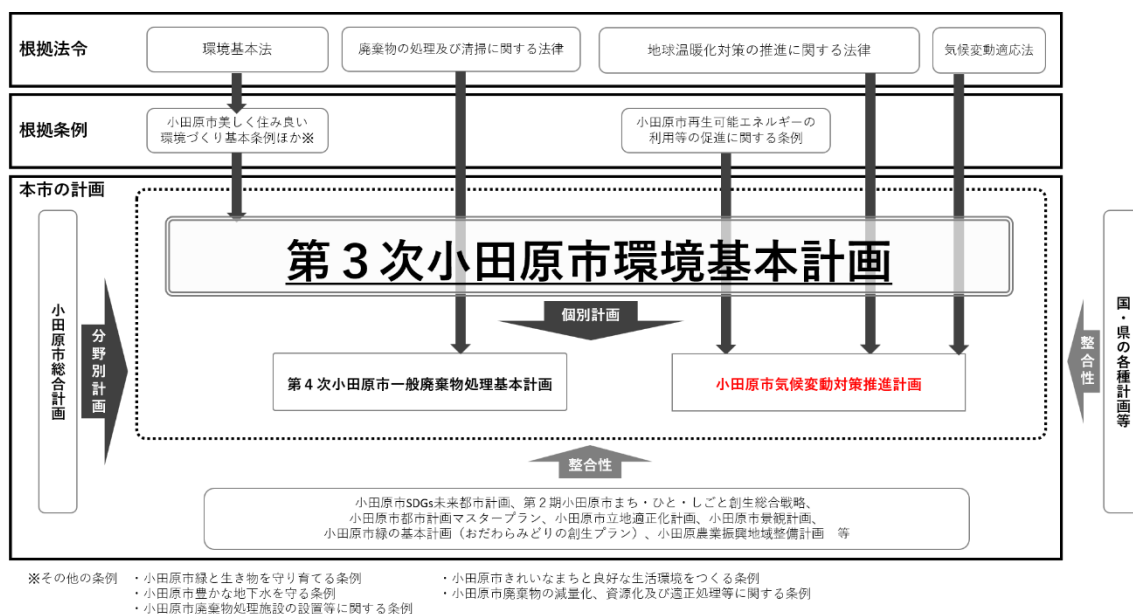 根拠法令
環境基本法
廃棄物の処理及び清掃に関する法律
地球温暖化対策の推進に関する法律
気候変動適応法
根拠条例
小田原市美しく住み良い
環境づくり基本条例ほか※
小田原市再生可能エネルギーの
利用等の促進に関する条例
本市の計画
小田原市総合計画
分野別計画
第３次小田原市環境基本計画
個別計画
第４次小田原市一般廃棄物処理基本計画
小田原市気候変動対策推進計画
整合性
国・県の各種計画等
整合性
小田原市SDGs未来都市計画、第２期小田原市まち・ひと・しごと創生総合戦略、
小田原市都市計画マスタープラン、小田原市立地適正化計画、小田原市景観計画、
小田原市緑の基本計画（おだわらみどりの創生プラン）、小田原農業振興地域整備計画　等
※その他の条例　・小田原市緑と生き物を守り育てる条例
・小田原市豊かな地下水を守る条例
・小田原市廃棄物処理施設の設置等に関する条例
・小田原市きれいなまちと良好な生活環境をつくる条例
・小田原市廃棄物の減量化、資源化及び適正処理等に関する条例